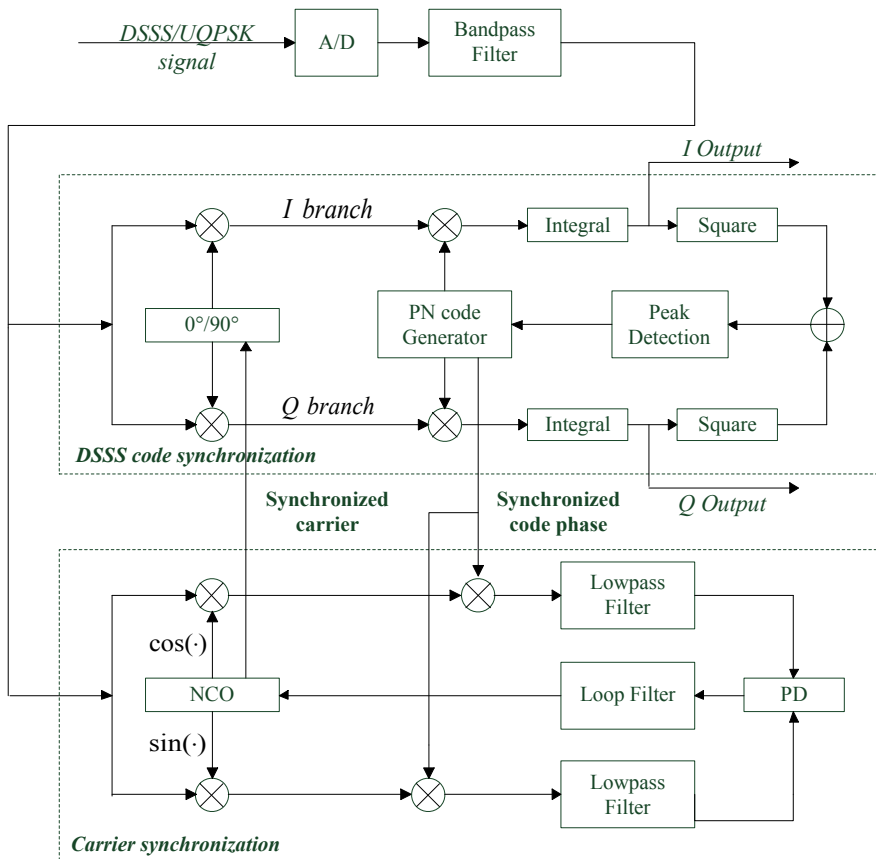 DSSS/UQPSK
signal
A/D
Bandpass
Filter
I Output
I branch
Integral
Square
0°/90°
PN code
Generator
Peak
Detection
Q branch
Integral
Square
DSSS code synchronization
Q Output
Synchronized
carrier
Synchronized
code phase
Lowpass
Filter
cos(·)
NCO
Loop Filter
PD
sin(·)
Lowpass
Filter
Carrier synchronization